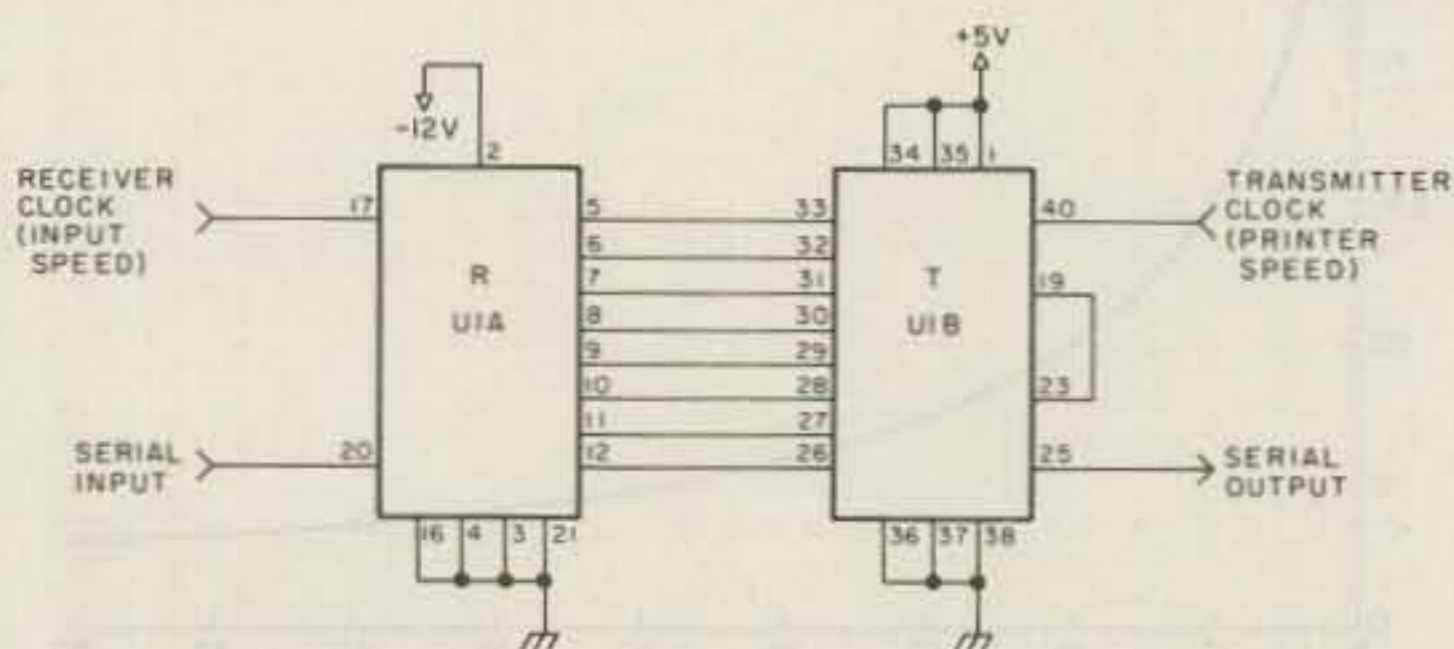 +5V
-12V
2
34 35 1
RECEIVER
CLOCK
(INPUT
SPEED)
17
5
33
40
TRANSMITTER
CLOCK
(PRINTER
SPEED)
6
32
7
31
19
R
U1A
T
U1B
8
30
9
29
10
28
23
11
27
SERIAL
INPUT
20
12
26
25
SERIAL
OUTPUT
16 4 3 21
36 37 38